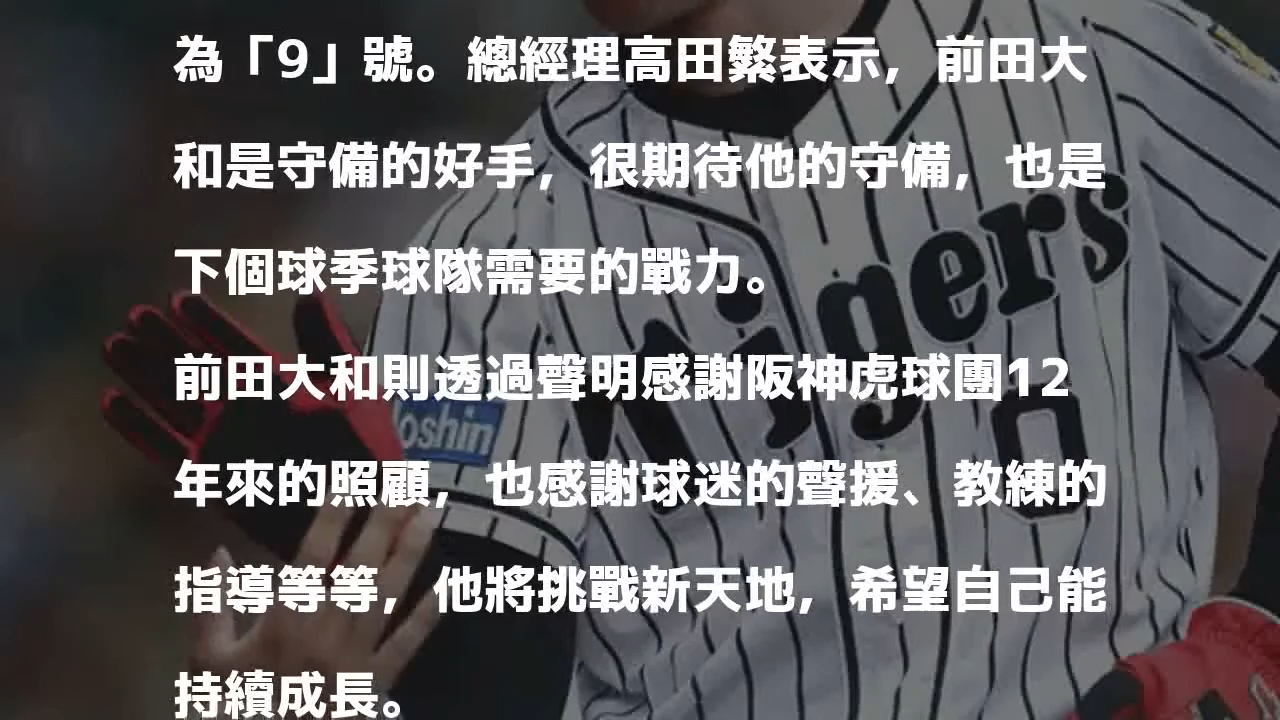 為「9」號。總經理高田繁表示，前田大
和是守備的好手，很期待他的守備，也是
下個球季球隊需要的戰力。
前田大和則透過聲明感謝阪神虎球團12
年來的照顧，也感謝球迷的聲援、教練的
指導等等，他將挑戰新天地，希望自己能
持續成長。
Tigers
Joshin
0